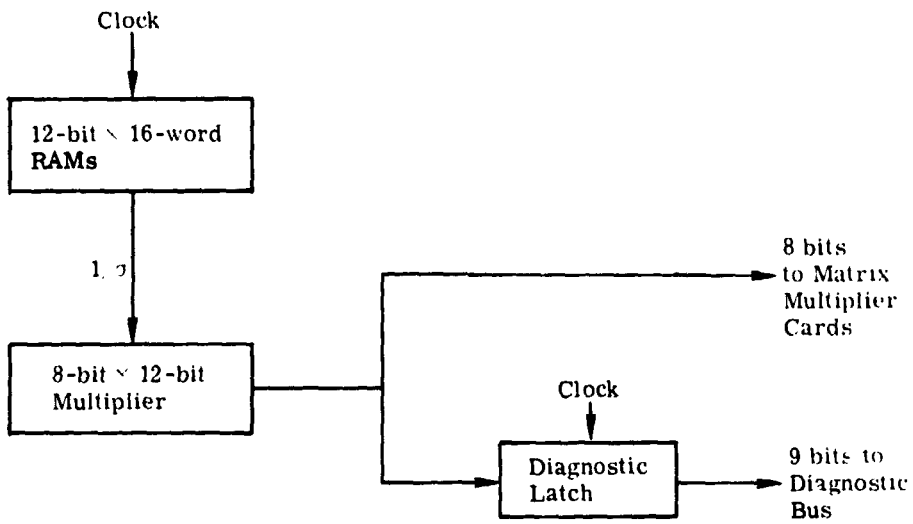 Clock
12-bit × 16-word
RAMs
1/σ
8-bit × 12-bit
Multiplier
8 bits
to Matrix
Multiplier
Cards
Clock
Diagnostic
Latch
9 bits to
Diagnostic
Bus